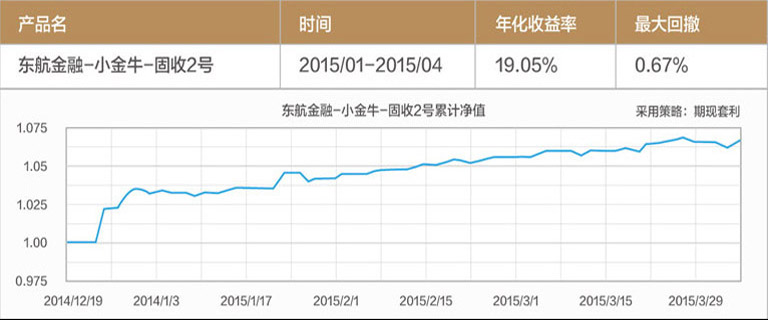 产品名 时间 年化收益率 最大回撤
东航金融-小金牛-固收2号 2015/01-2015/04 19.05% 0.67%
东航金融-小金牛-固收2号累计净值 采用策略：期现套利
1.075
1.05
1.025
1.00
0.975
2014/12/19 2014/1/3 2015/1/17 2015/2/1 2015/2/15 2015/3/1 2015/3/15 2015/3/29